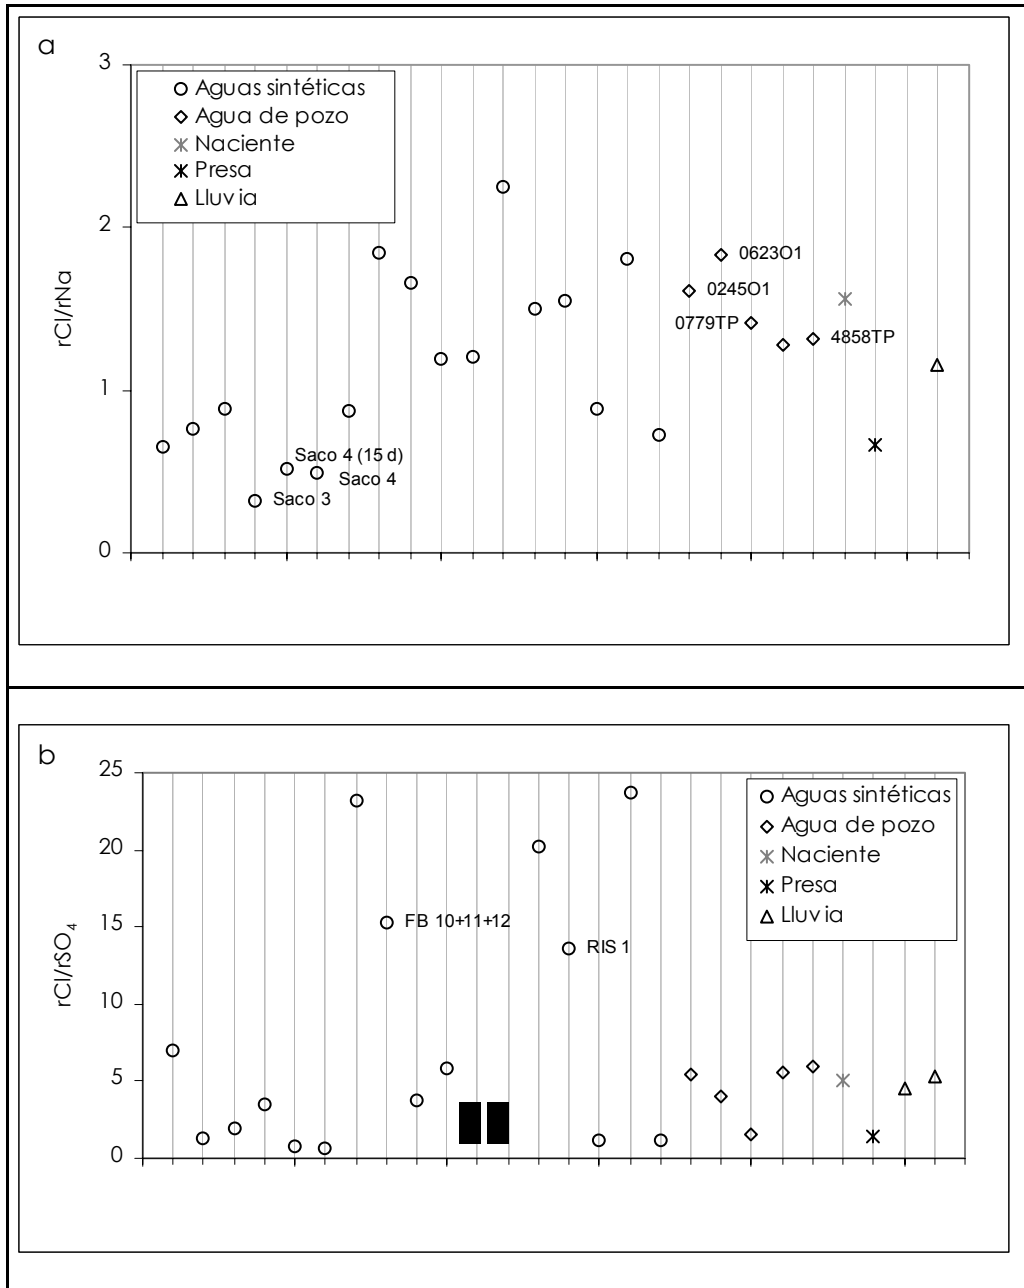 a
3
2
1
0
rCl/rNa
Aguas sintéticas
Agua de pozo
Naciente
Presa
Lluvia
0623O1
0245O1
0779TP
4858TP
Saco 4 (15 d)
Saco 4
Saco 3
b
25
20
15
10
5
0
rCl/rSO₄
Aguas sintéticas
Agua de pozo
Naciente
Presa
Lluvia
FB 10+11+12
RIS 1